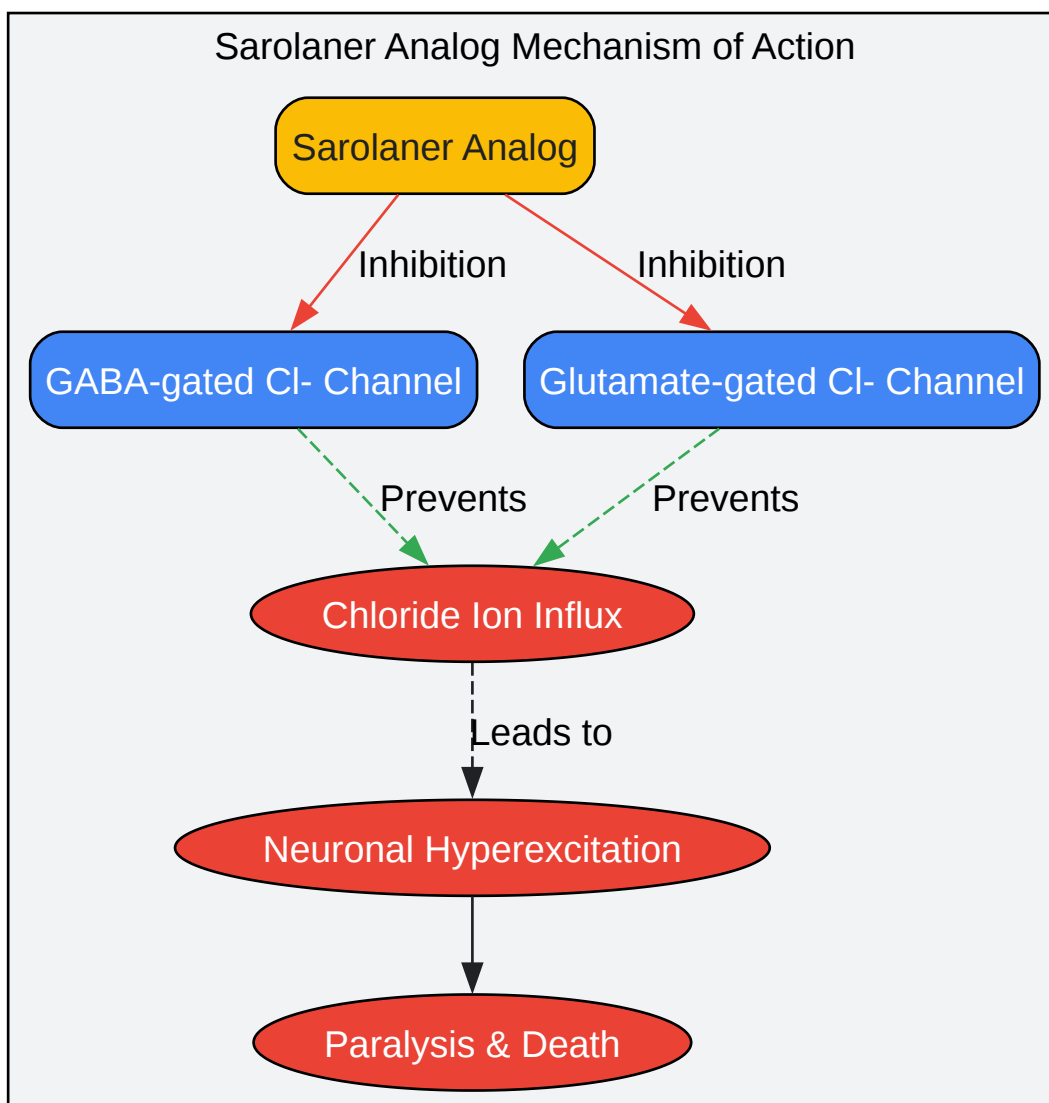 Sarolaner Analog Mechanism of Action
Sarolaner Analog
Inhibition
Inhibition
GABA-gated Cl- Channel
Glutamate-gated Cl- Channel
Prevents
Prevents
Chloride Ion Influx
Leads to
Neuronal Hyperexcitation
Paralysis & Death